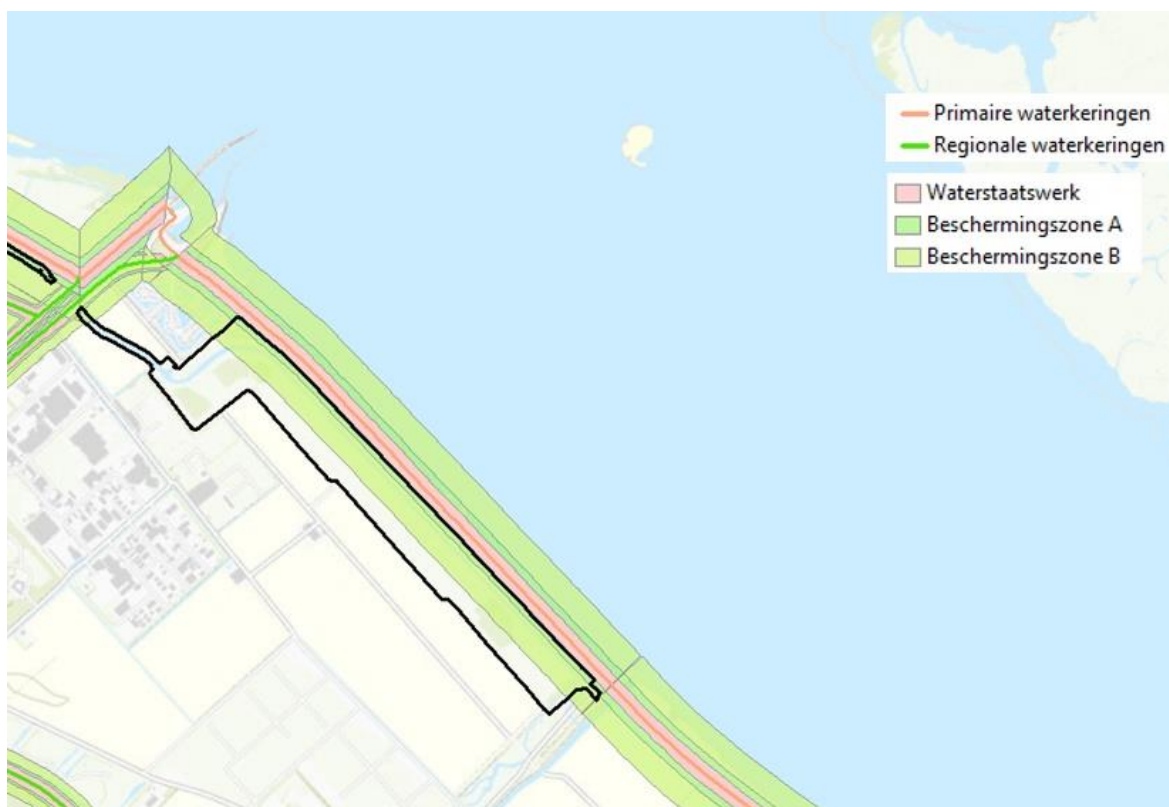 Primaire waterkeringen
Regionale waterkeringen
Waterstaatswerk
Beschermingszone A
Beschermingszone B